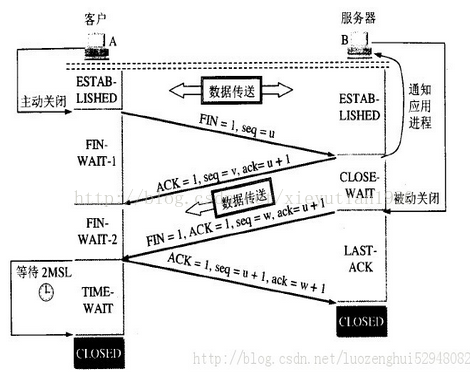 客户
服务器
A
B
ESTAB-
LISHED
数据传送
ESTAB-
LISHED
通知
应用
进程
主动关闭
FIN = 1, seq = u
FIN-
WAIT-1
ACK = 1, seq = v, ack= u + 1
CLOSE-
WAIT
数据传送
被动关闭
FIN = 1, ACK = 1, seq = w, ack= u + 1
FIN-
WAIT-2
ACK = 1, seq = u + 1, ack = w + 1
LAST-
ACK
等待 2MSL
TIME-
WAIT
CLOSED
CLOSED
http://blog.csdn.net/luozenghui52948082